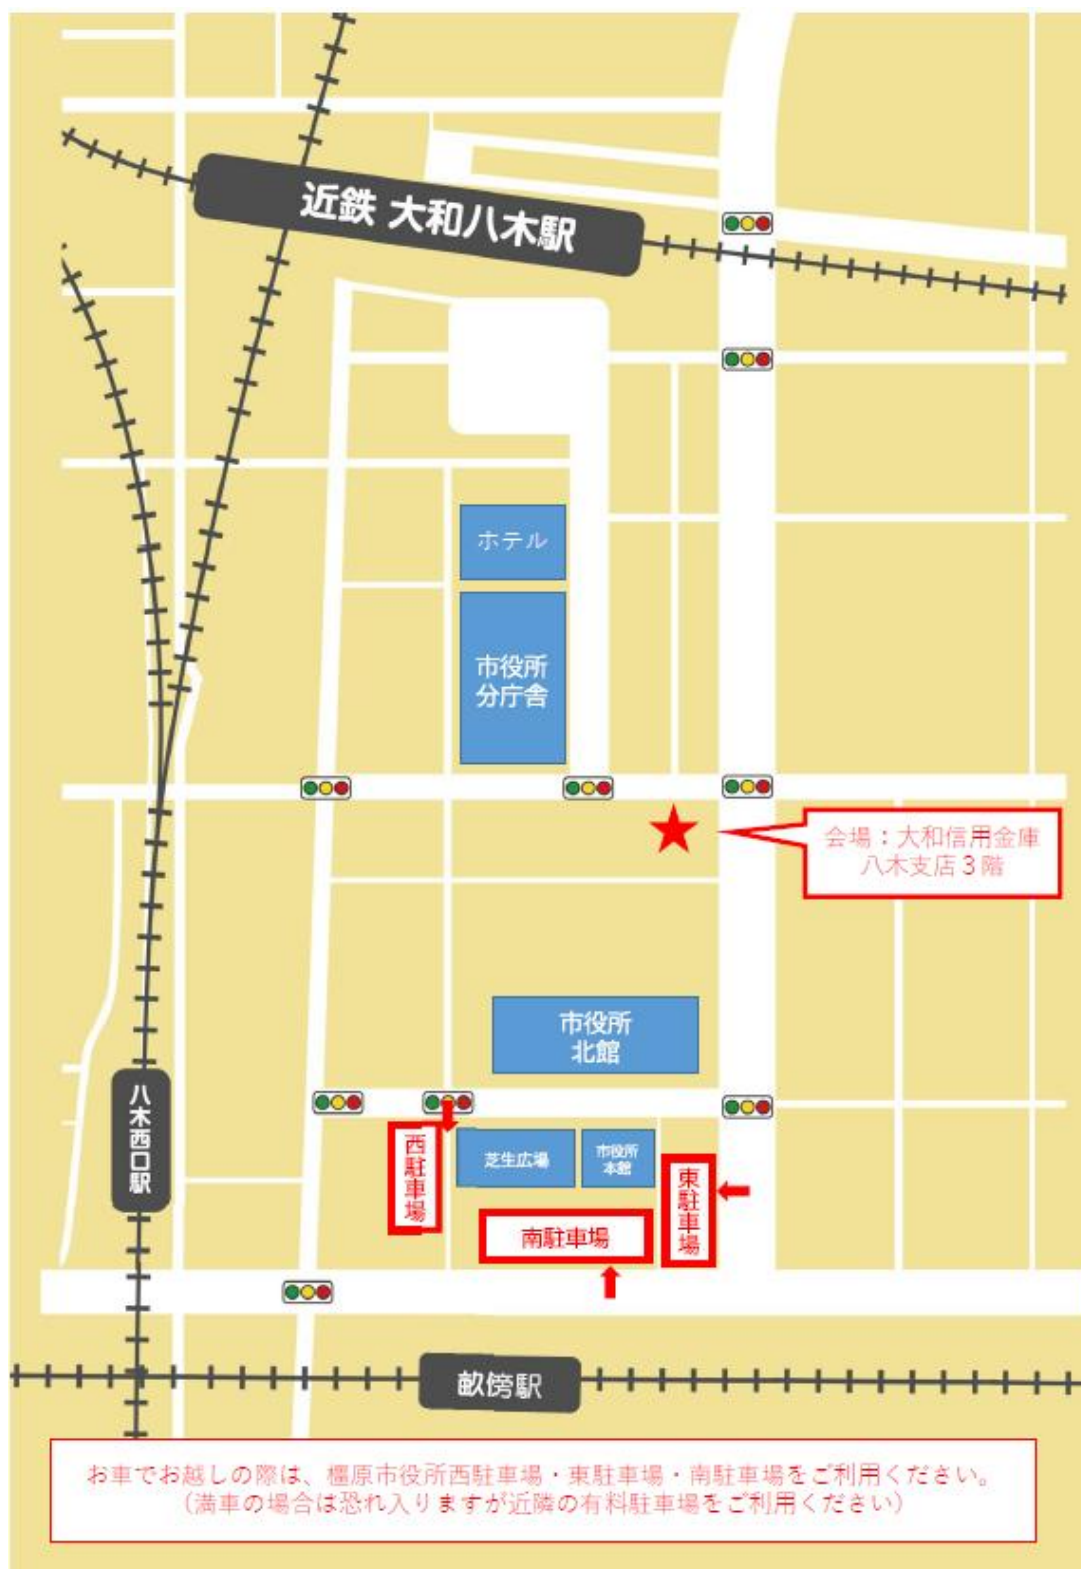 近鉄 大和八木駅
ホテル
市役所
分庁舎
会場：大和信用金庫
八木支店３階
市役所
北館
八木西口駅
西駐車場
芝生広場
市役所
本館
東駐車場
南駐車場
畝傍駅
お車でお越しの際は、橿原市役所西駐車場・東駐車場・南駐車場をご利用ください。
（満車の場合は恐れ入りますが近隣の有料駐車場をご利用ください）